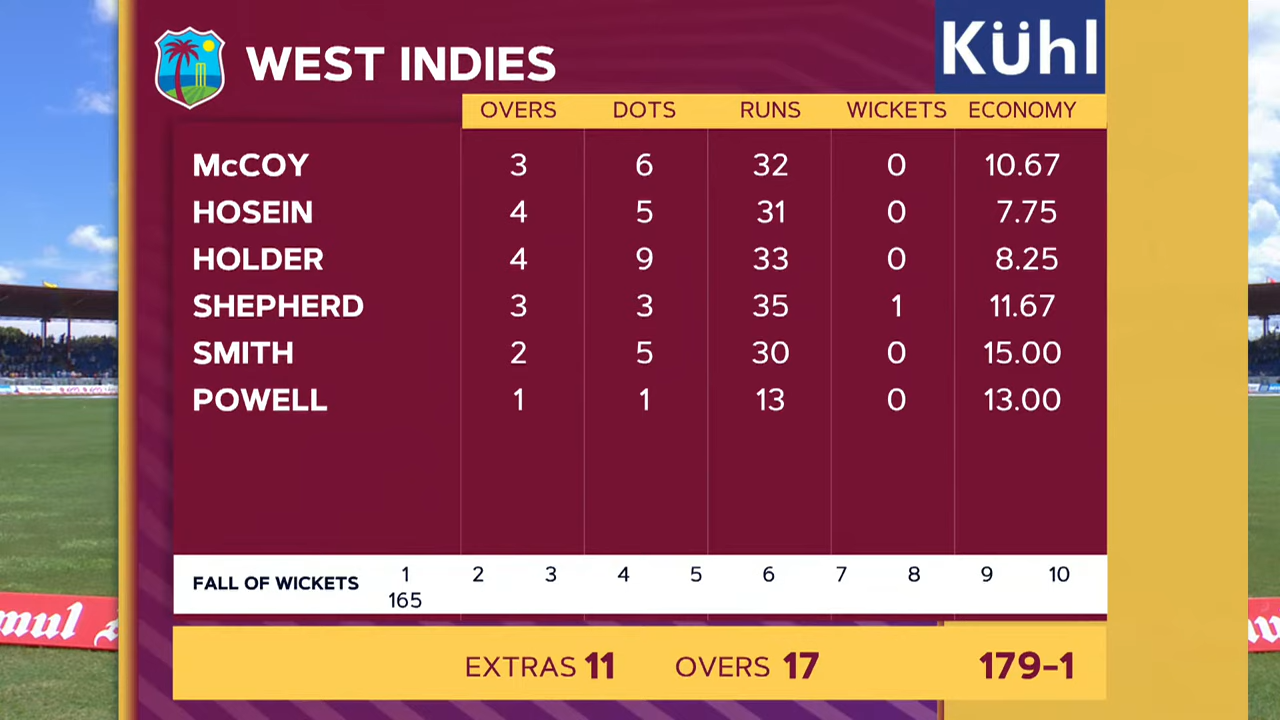 WEST INDIES
Kühl
OVERS DOTS RUNS WICKETS ECONOMY
McCOY 3 6 32 0 10.67
HOSEIN 4 5 31 0 7.75
HOLDER 4 9 33 0 8.25
SHEPHERD 3 3 35 1 11.67
SMITH 2 5 30 0 15.00
POWELL 1 1 13 0 13.00
FALL OF WICKETS 1 2 3 4 5 6 7 8 9 10
165
mul
EXTRAS 11 OVERS 17 179-1